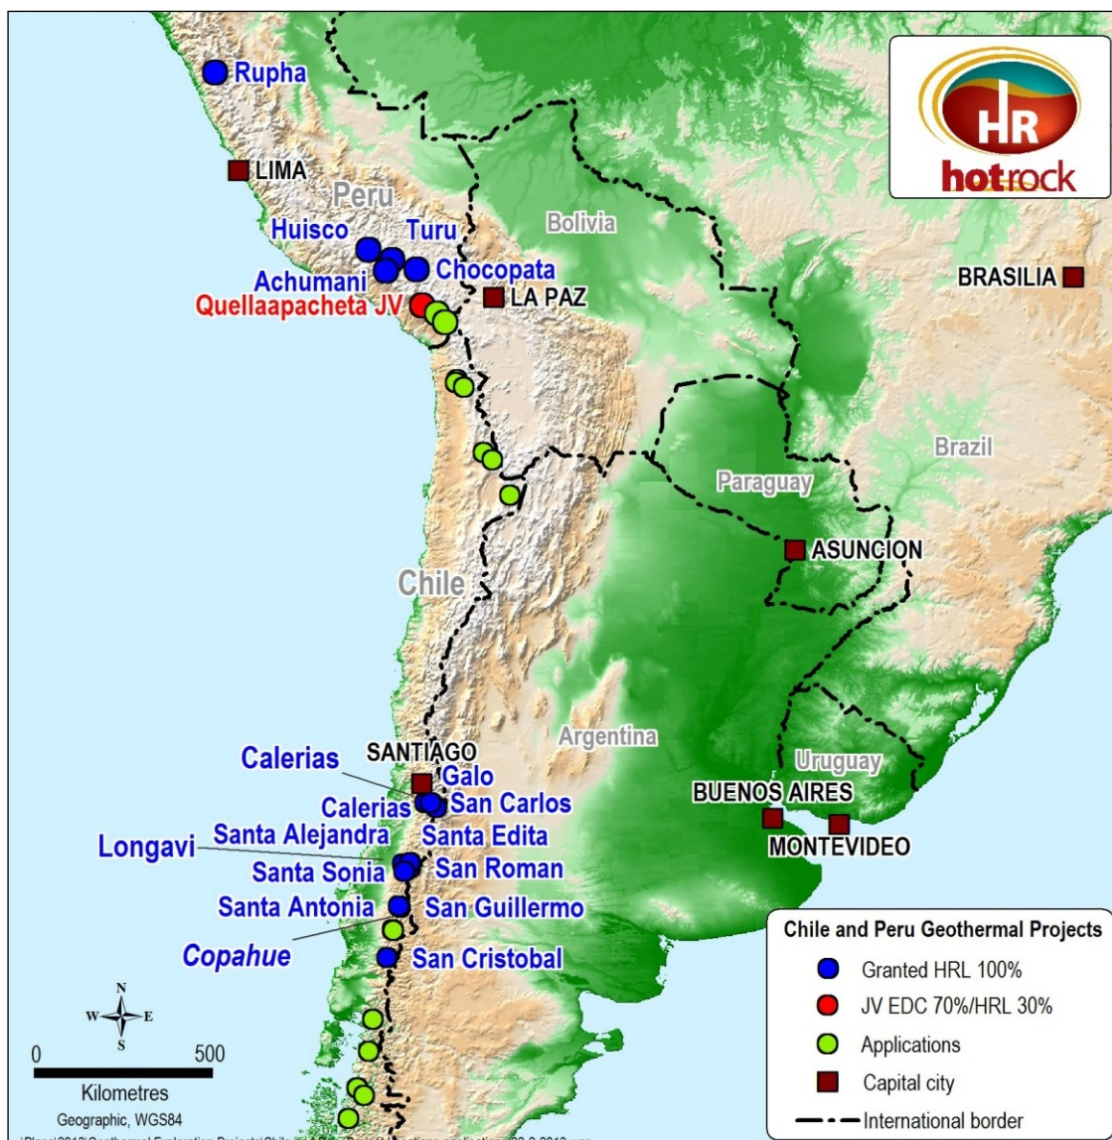 Rupha
HR
hotrock
LIMA
Peru
Bolivia
Huisco
Turu
Achumani
Chocopata
BRASILIA
Quellaapacheta JV
LA PAZ
Brazil
Paraguay
ASUNCION
Chile
Argentina
SANTIAGO
Calerias
Galo
Uruguay
Calerias
San Carlos
BUENOS AIRES
Santa Alejandra
Santa Edita
MONTEVIDEO
Longavi
Santa Sonia
San Roman
Santa Antonia
San Guillermo
Copahue
San Cristobal
Chile and Peru Geothermal Projects
Granted HRL 100%
JV EDC 70%/HRL 30%
Applications
Capital city
International border
N
W E
S
0 500
Kilometres
Geographic, WGS84